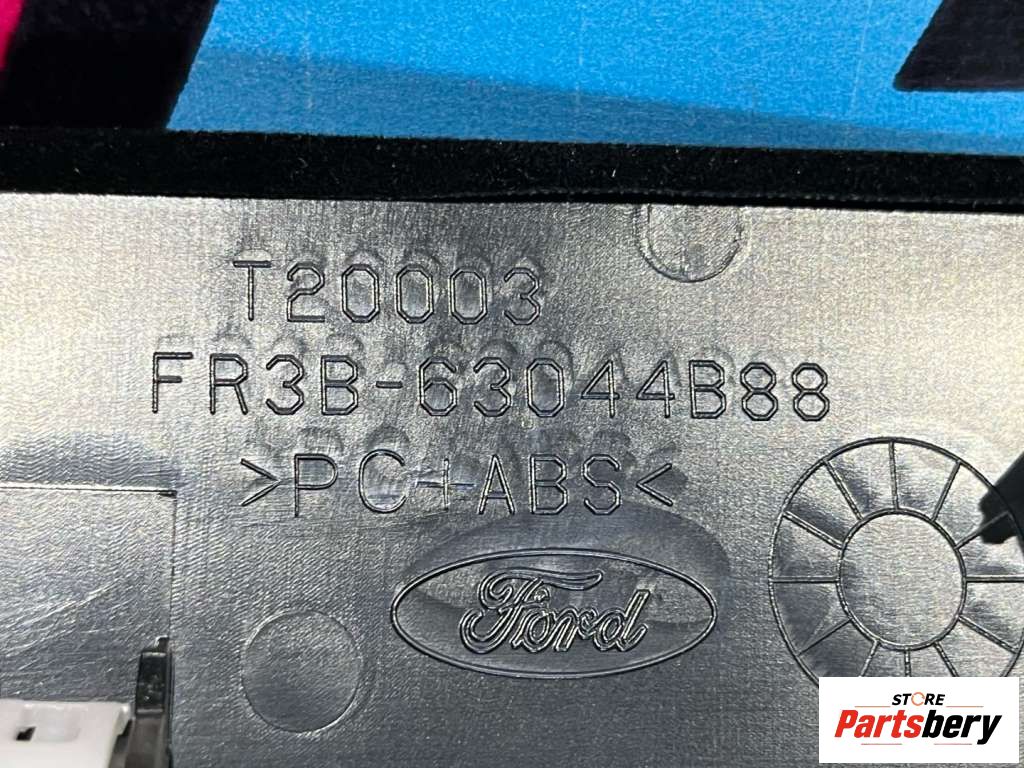 T20003
FR3B-63044B88
>PC+ABS<
Ford
STORE
Partsbery